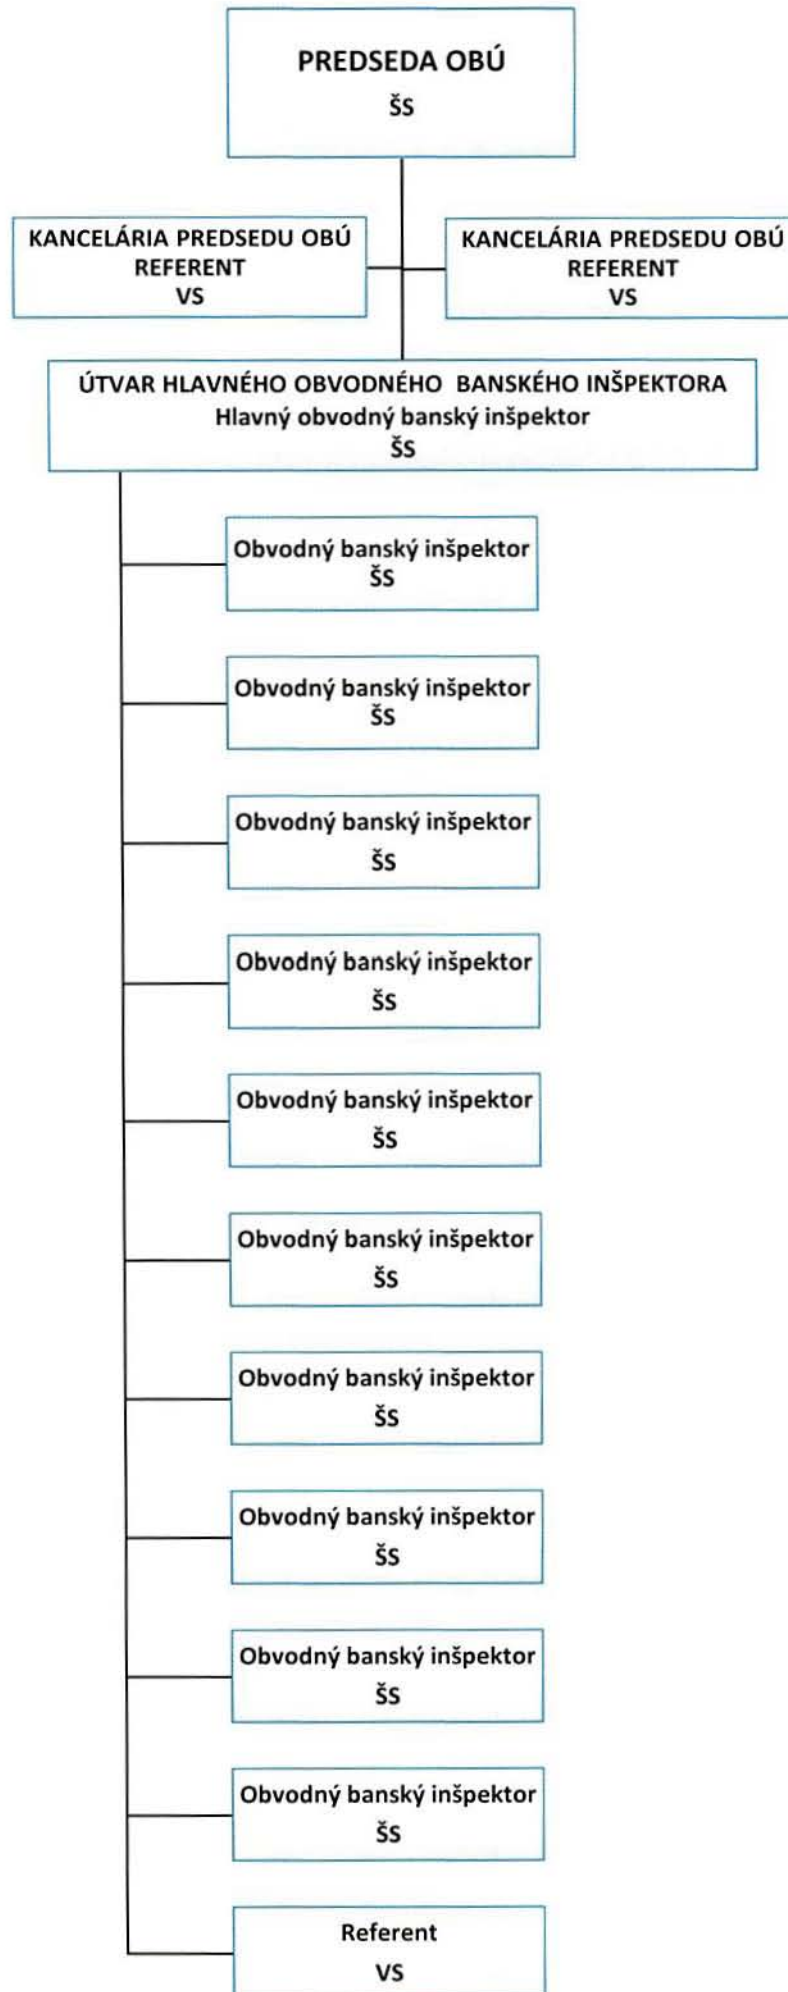 PREDSEDA OBÚ
ŠS
KANCELÁRIA PREDSEDU OBÚ
REFERENT
VS
KANCELÁRIA PREDSEDU OBÚ
REFERENT
VS
ÚTVAR HLAVNÉHO OBVODNÉHO BANSKÉHO INŠPEKTORA
Hlavný obvodný banský inšpektor
ŠS
Obvodný banský inšpektor
ŠS
Obvodný banský inšpektor
ŠS
Obvodný banský inšpektor
ŠS
Obvodný banský inšpektor
ŠS
Obvodný banský inšpektor
ŠS
Obvodný banský inšpektor
ŠS
Obvodný banský inšpektor
ŠS
Obvodný banský inšpektor
ŠS
Obvodný banský inšpektor
ŠS
Obvodný banský inšpektor
ŠS
Referent
VS